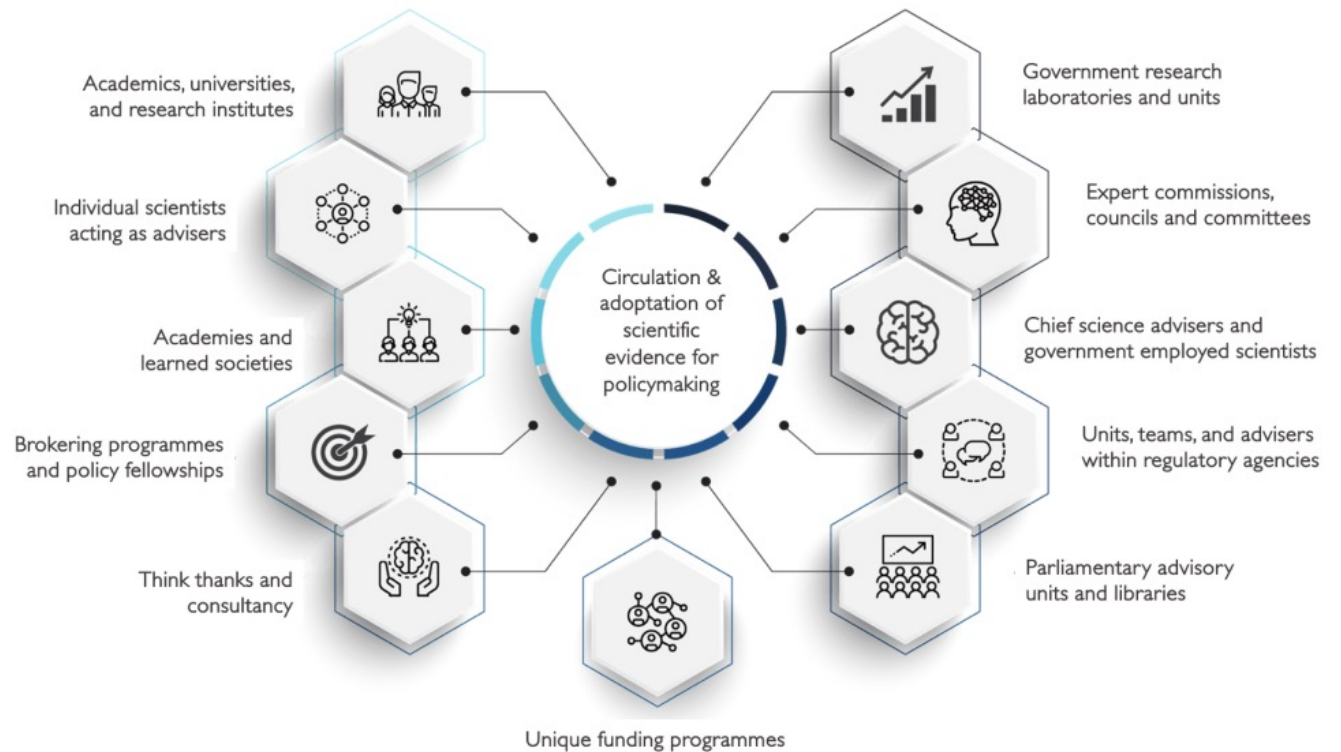 Academics, universities,
and research institutes
Individual scientists
acting as advisers
Academies and
learned societies
Brokering programmes
and policy fellowships
Think thanks and
consultancy
Circulation &
adoptation of
scientific
evidence for
policymaking
Government research
laboratories and units
Expert commissions,
councils and committees
Chief science advisers and
government employed scientists
Units, teams, and advisers
within regulatory agencies
Parliamentary advisory
units and libraries
Unique funding programmes